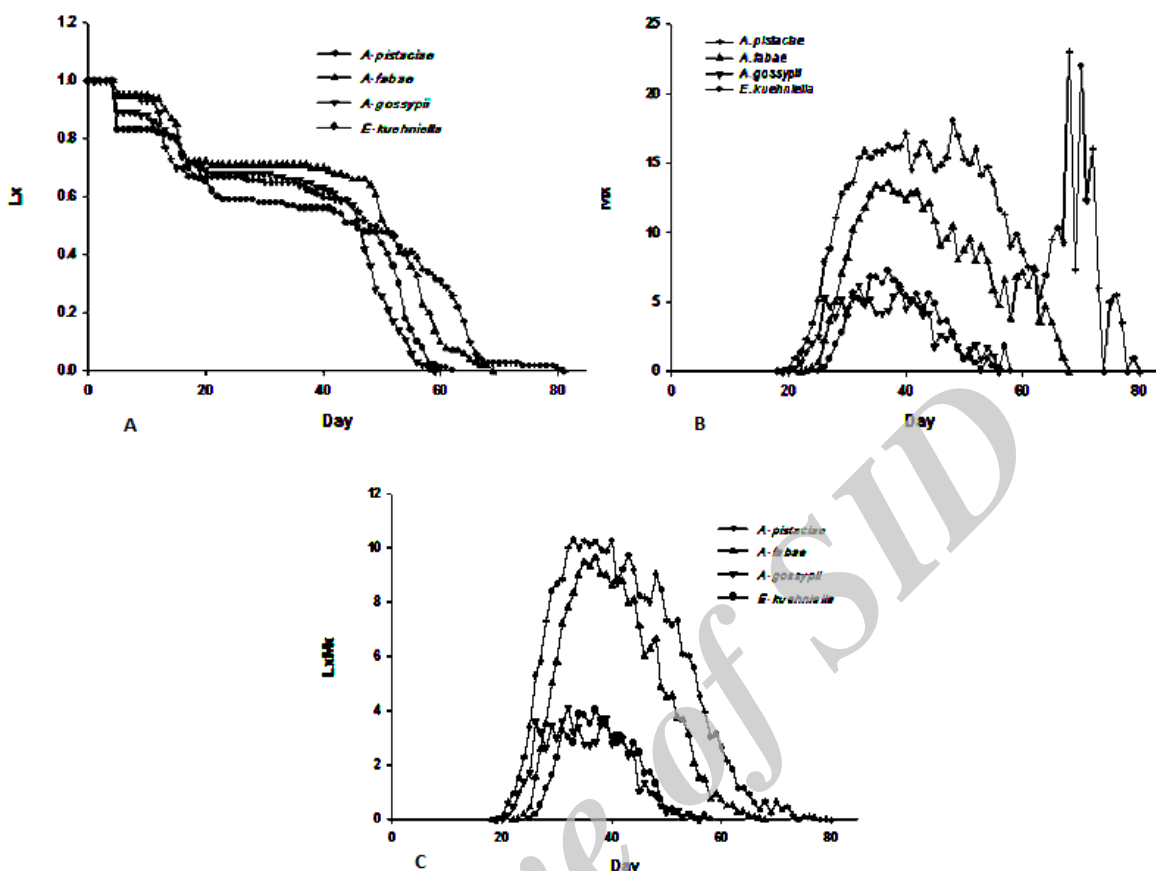 1.2
1.0
0.8
0.6
0.4
0.2
0.0
Lx
0 20 40 60 80
Day
A
A-pistaciae
A-fabae
A-gossypii
E-kuehniella
25
20
15
10
5
0
Mx
0 20 40 60 80
Day
B
A.pistaciae
A.fabae
A.gossypii
E.kuehniella
12
10
8
6
4
2
0
LxMx
0 20 40 60 80
Day
C
A-pistaciae
A-fabae
A-gossypii
E-kuehniella
of SID